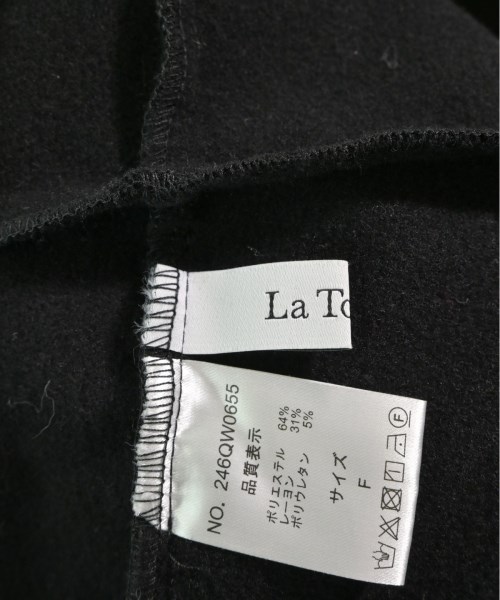 La To
NO. 246QW0655
品質表示
ポリエステル 64%
レーヨン 31%
ポリウレタン 5%
サイズ
F
F